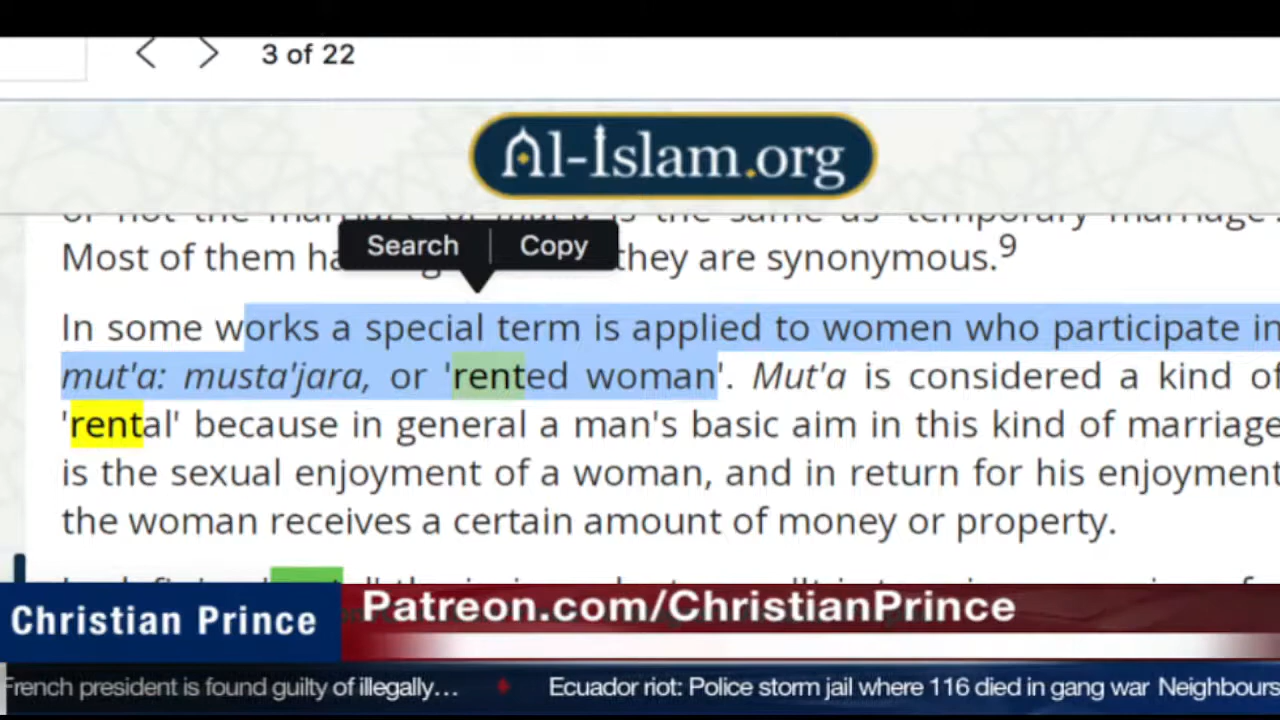 3 of 22
Al-Islam.org
Search Copy
Most of them they are synonymous.9
In some works a special term is applied to women who participate in
mut'a: musta'jara, or 'rented woman'. Mut'a is considered a kind of
'rental' because in general a man's basic aim in this kind of marriage
is the sexual enjoyment of a woman, and in return for his enjoyment
the woman receives a certain amount of money or property.
Christian Prince
Patreon.com/ChristianPrince
French president is found guilty of illegally… Ecuador riot: Police storm jail where 116 died in gang war Neighbours